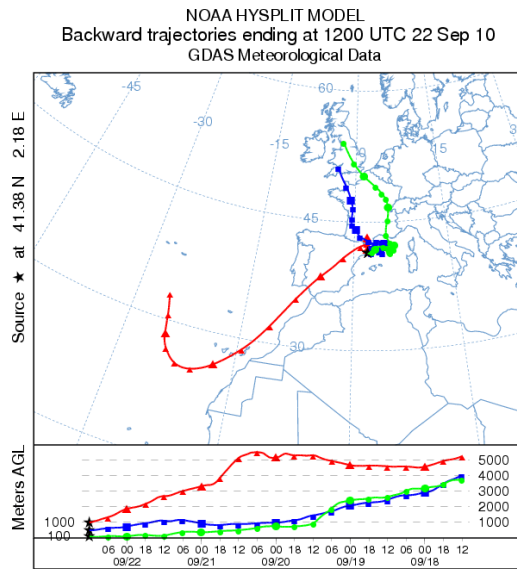 NOAA HYSPLIT MODEL
Backward trajectories ending at 1200 UTC 22 Sep 10
GDAS Meteorological Data
Source ★ at 41.38 N 2.18 E
-45
-30
-15
60
0
15
45
30
Meters AGL
5000
4000
3000
2000
1000
1000
100
06 00 18 12 06 00 18 12 06 00 18 12 06 00 18 12 06 00 18 12
09/22 09/21 09/20 09/19 09/18